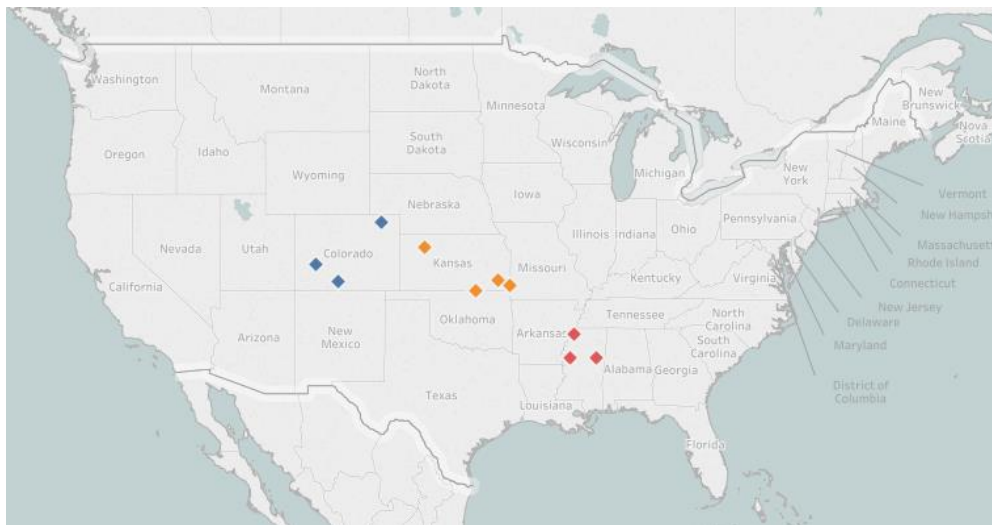 Washington
Montana
North
Dakota
Minnesota
New
Brunswick
Maine
Nova
Scotia
Oregon
Idaho
South
Dakota
Wisconsin
Michigan
New
York
Vermont
Wyoming
Iowa
New Hampsh
Nebraska
Pennsylvania
Massachusett
Nevada
Utah
Colorado
Kansas
Missouri
Illinois
Indiana
Ohio
Rhode Island
California
Kentucky
Virginia
Connecticut
New Jersey
Arizona
New
Mexico
Oklahoma
Arkansas
Tennessee
North
Carolina
Delaware
South
Carolina
Maryland
Texas
Louisiana
Alabama
Georgia
District of
Columbia
Florida